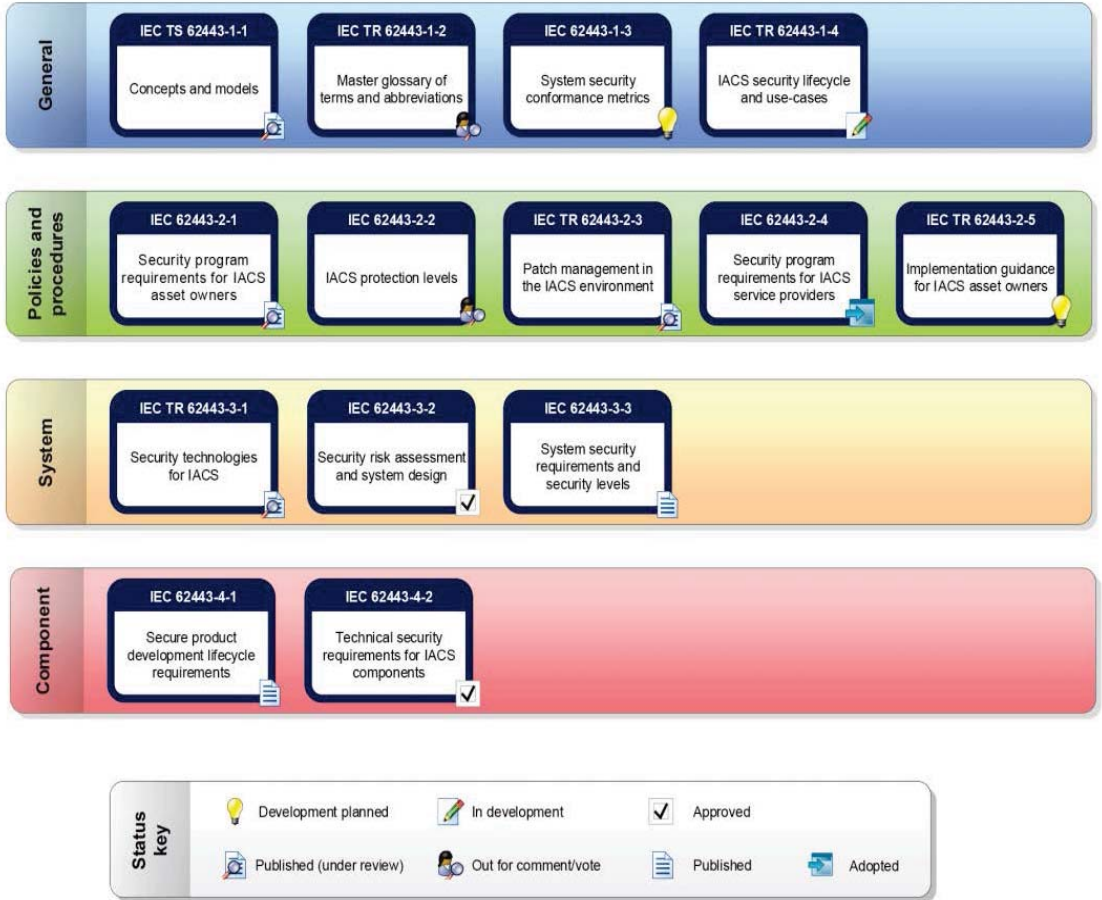 General
IEC TS 62443-1-1
Concepts and models
IEC TR 62443-1-2
Master glossary of
terms and abbreviations
IEC 62443-1-3
System security
conformance metrics
IEC TR 62443-1-4
IACS security lifecycle
and use-cases
Policies and
procedures
IEC 62443-2-1
Security program
requirements for IACS
asset owners
IEC 62443-2-2
IACS protection levels
IEC TR 62443-2-3
Patch management in
the IACS environment
IEC 62443-2-4
Security program
requirements for IACS
service providers
IEC TR 62443-2-5
Implementation guidance
for IACS asset owners
System
IEC TR 62443-3-1
Security technologies
for IACS
IEC 62443-3-2
Security risk assessment
and system design
IEC 62443-3-3
System security
requirements and
security levels
Component
IEC 62443-4-1
Secure product
development lifecycle
requirements
IEC 62443-4-2
Technical security
requirements for IACS
components
Status
key
Development planned
In development
Approved
Published (under review)
Out for comment/vote
Published
Adopted